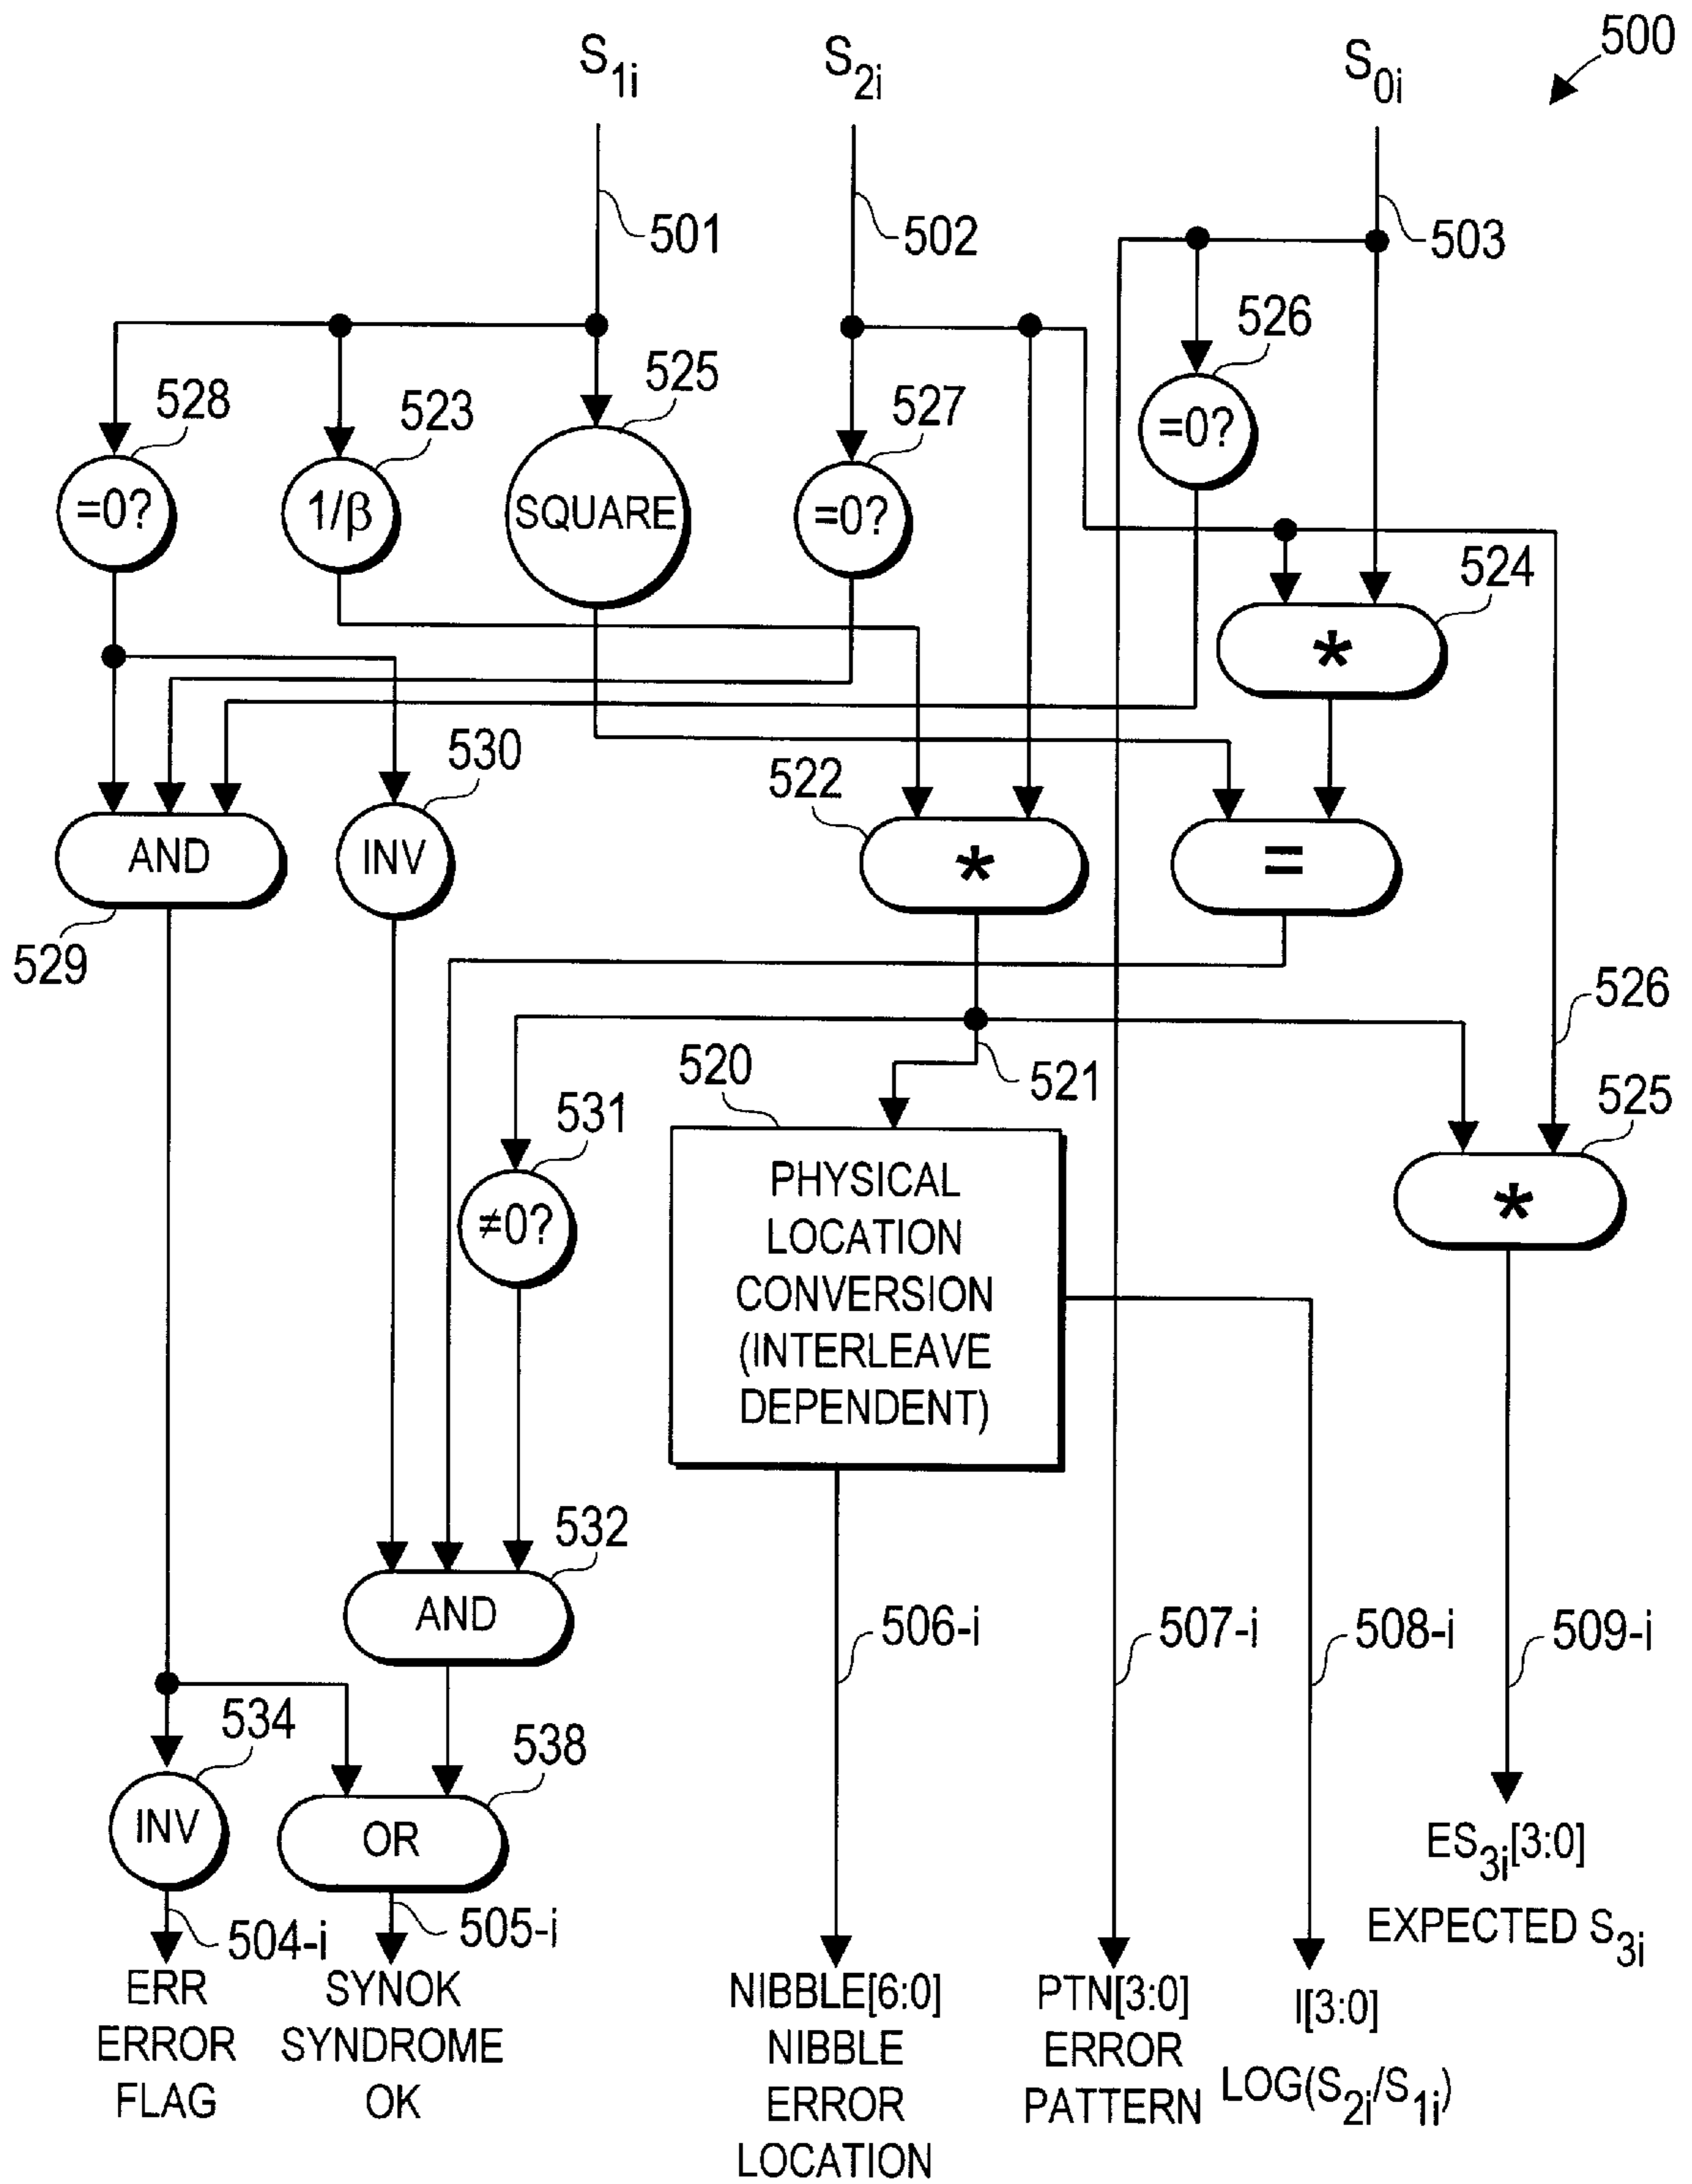 500
S1i
S2i
S0i
501
502
503
526
528
523
525
527
=0?
=0?
1/β
SQUARE
=0?
524
*
530
522
AND
INV
*
=
529
526
520
521
531
525
PHYSICAL
LOCATION
CONVERSION
(INTERLEAVE
DEPENDENT)
≠0?
*
532
AND
506-i
507-i
508-i
509-i
534
538
INV
OR
ES3i[3:0]
EXPECTED S3i
504-i
505-i
ERR
ERROR
FLAG
SYNOK
SYNDROME
OK
NIBBLE[6:0]
NIBBLE
ERROR
LOCATION
PTN[3:0]
ERROR
PATTERN
I[3:0]
LOG(S2i/S1i)